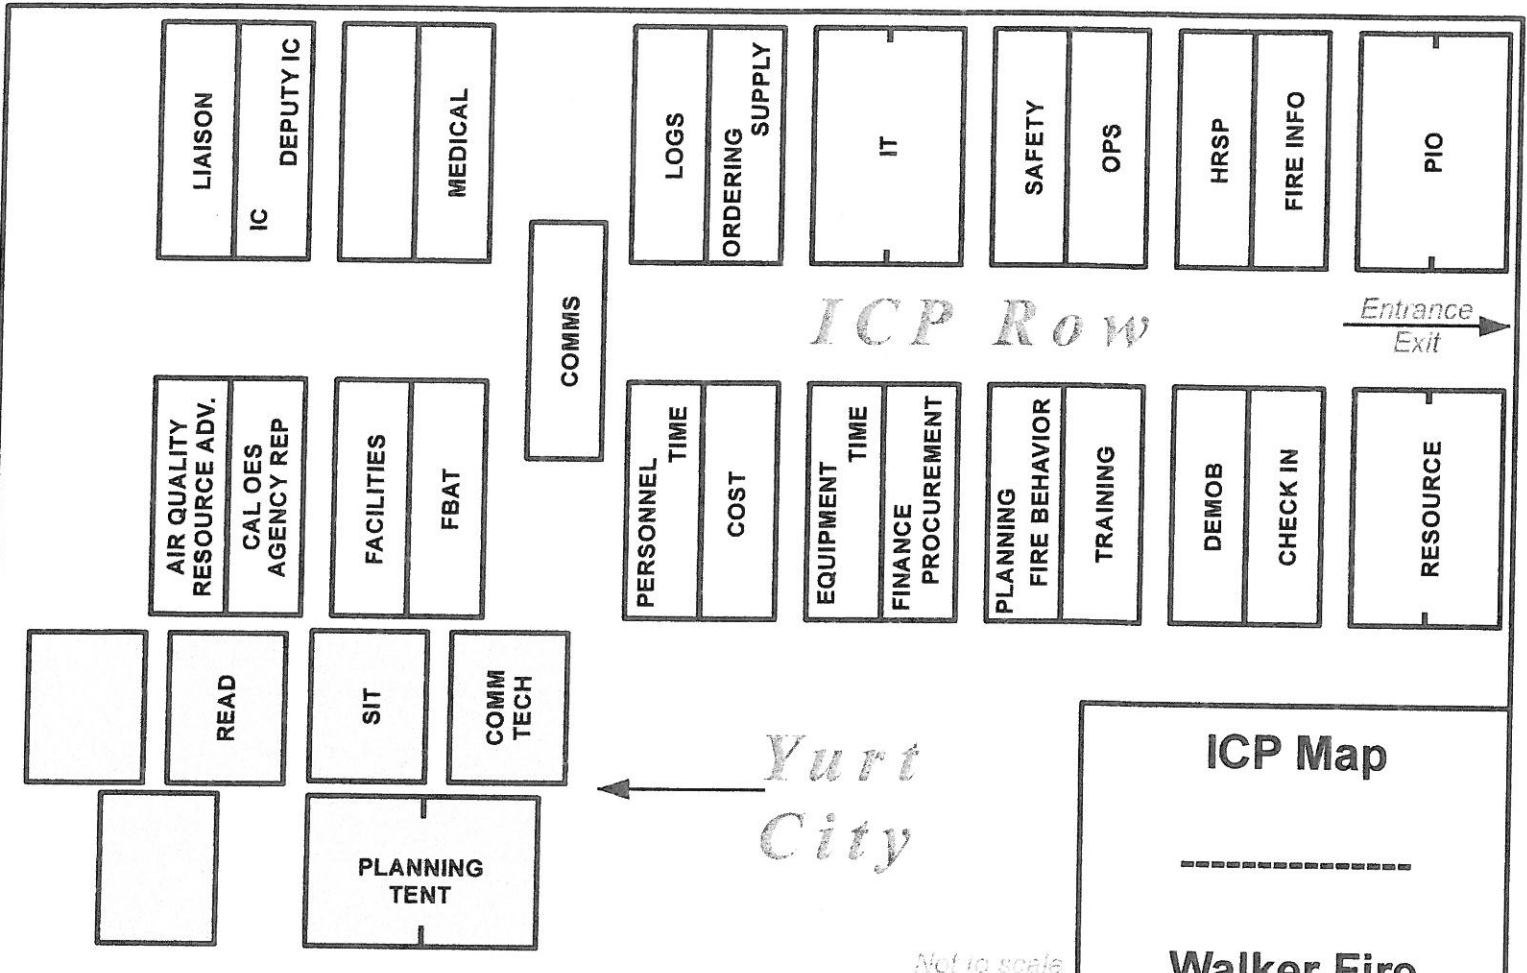 LIAISON
IC
DEPUTY IC
MEDICAL
LOGS
ORDERING
SUPPLY
IT
SAFETY
OPS
HRSP
FIRE INFO
PIO
COMMS
ICP Row
Entrance
Exit
AIR QUALITY
RESOURCE ADV.
CAL OES
AGENCY REP
FACILITIES
FBAT
PERSONNEL
TIME
COST
EQUIPMENT
TIME
FINANCE
PROCUREMENT
PLANNING
FIRE BEHAVIOR
TRAINING
DEMOB
CHECK IN
RESOURCE
READ
SIT
COMM
TECH
Yurt
City
PLANNING
TENT
ICP Map
--------------
Not to scale
Walker Fire